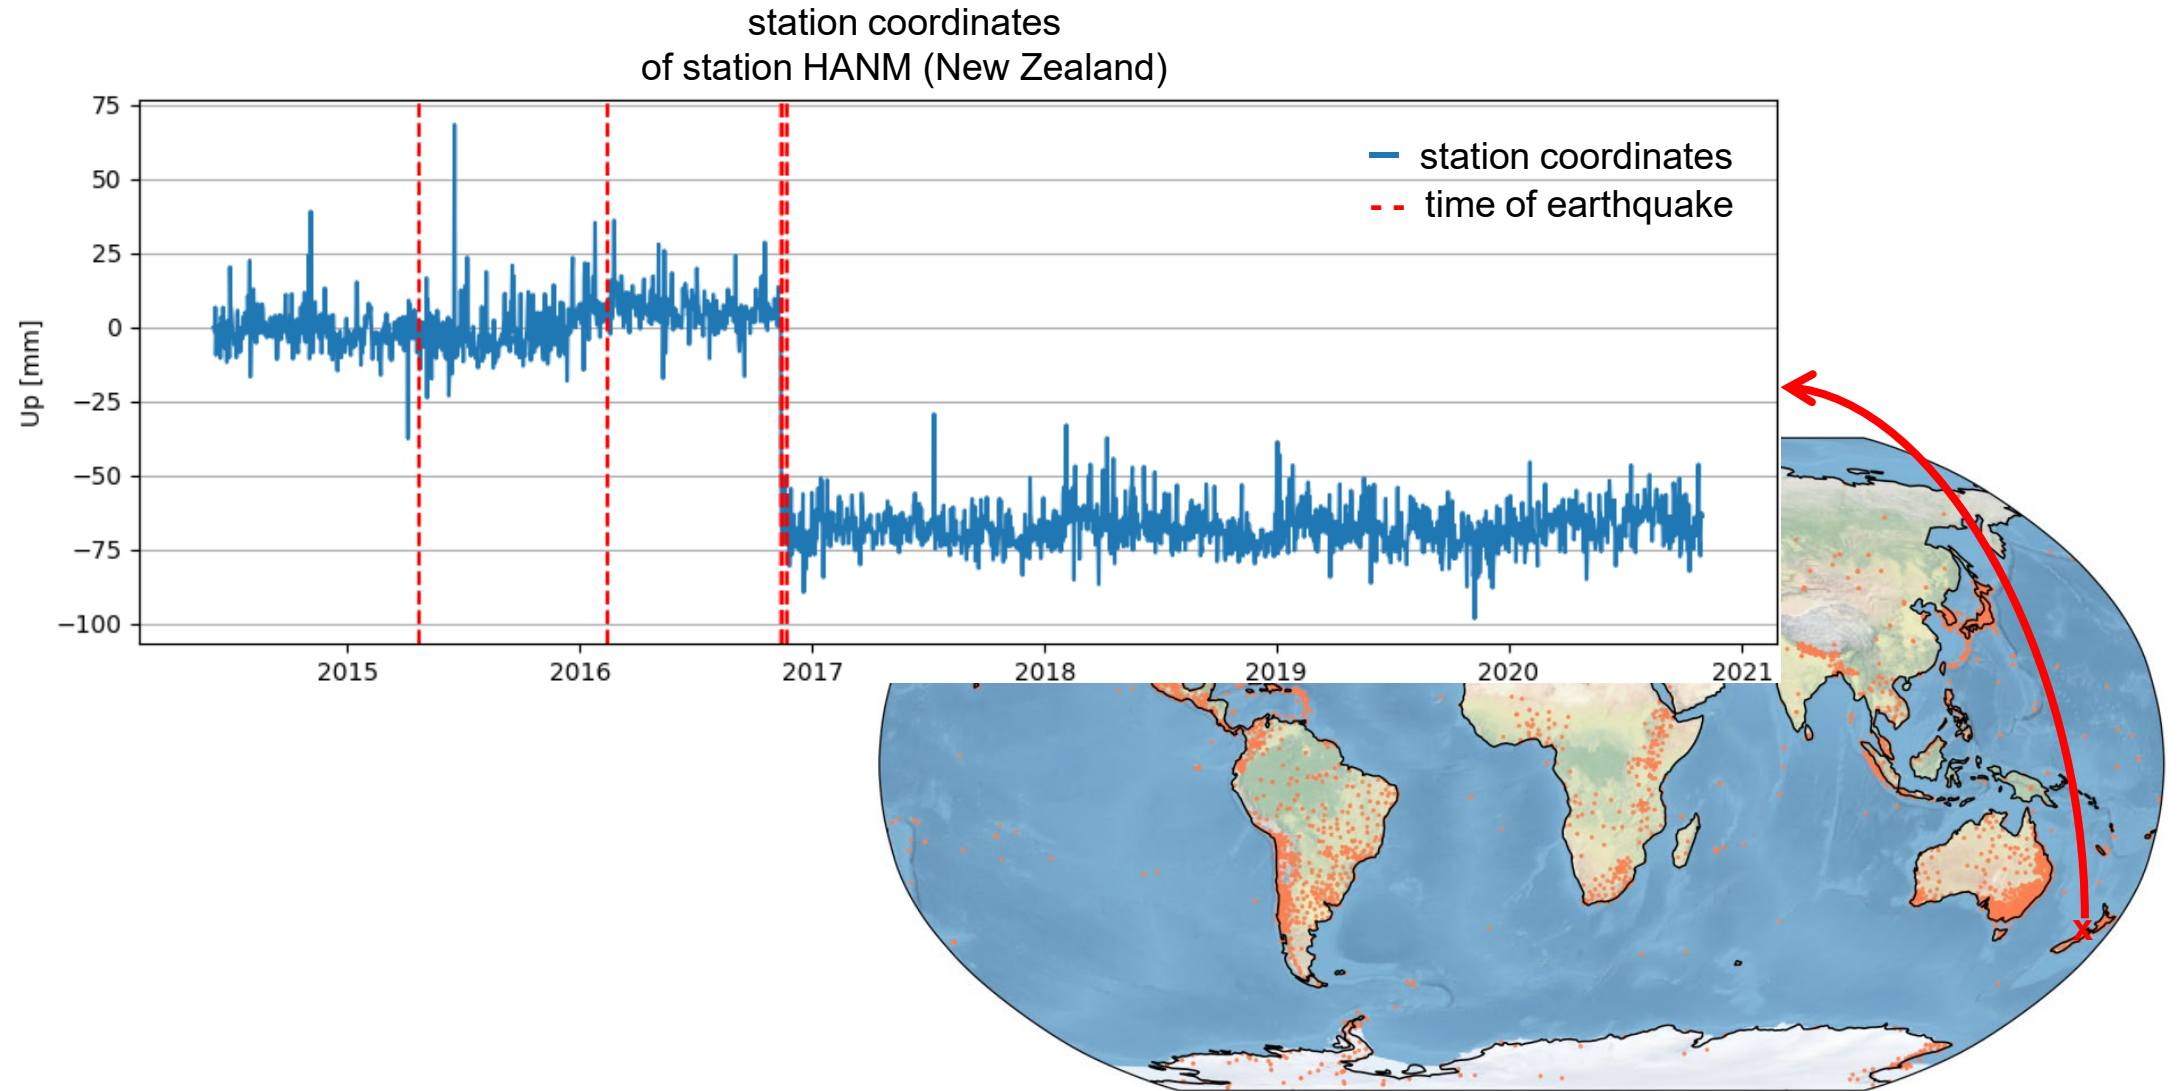 station coordinates
of station HANM (New Zealand)
75
50
25
0
−25
−50
−75
−100
Up [mm]
station coordinates
time of earthquake
2015
2016
2017
2018
2019
2020
2021
x